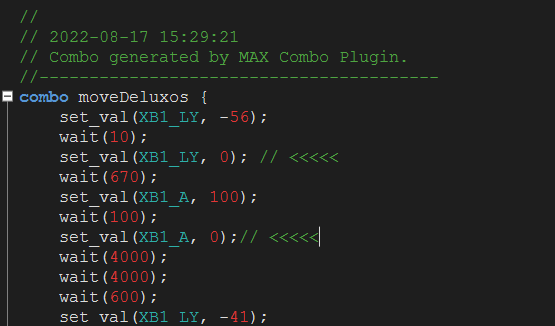 //
// 2022-08-17 15:29:21
// Combo generated by MAX Combo Plugin.
//----------------------------------------
combo moveDeluxos {
set_val(XB1_LY, -56);
wait(10);
set_val(XB1_LY, 0); // <<<<<
wait(670);
set_val(XB1_A, 100);
wait(100);
set_val(XB1_A, 0);// <<<<<
wait(4000);
wait(4000);
wait(600);
set_val(XB1_LY, -41);